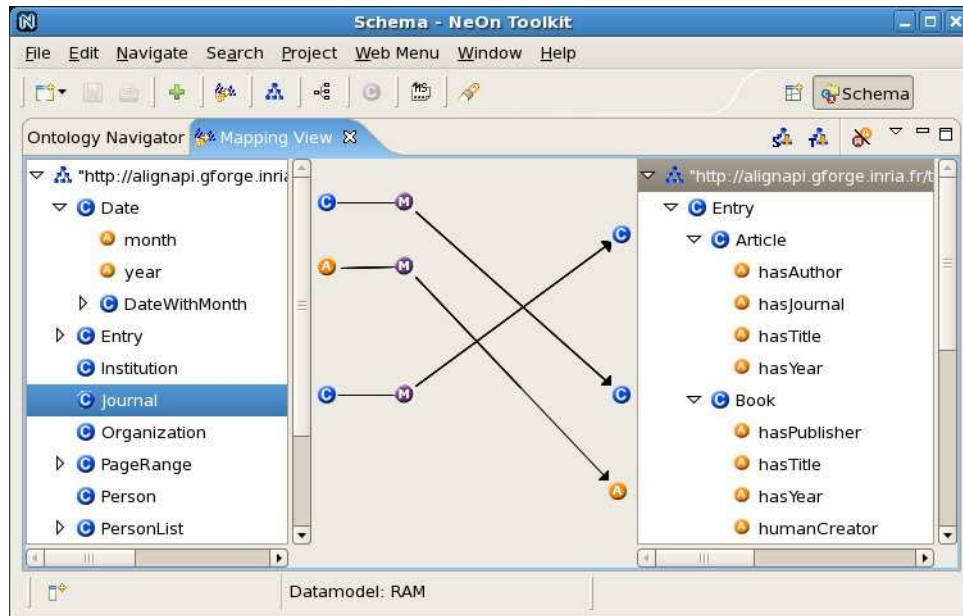 Schema - NeOn Toolkit
File Edit Navigate Search Project Web Menu Window Help
Schema
Ontology Navigator Mapping View
"http://alignapi.gforge.inria
Date
month
year
DateWithMonth
Entry
Institution
Journal
Organization
PageRange
Person
PersonList
C M
A M
C M
C
C
A
"http://alignapi.gforge.inria.fr/t
Entry
Article
hasAuthor
hasJournal
hasTitle
hasYear
Book
hasPublisher
hasTitle
hasYear
humanCreator
Datamodel: RAM